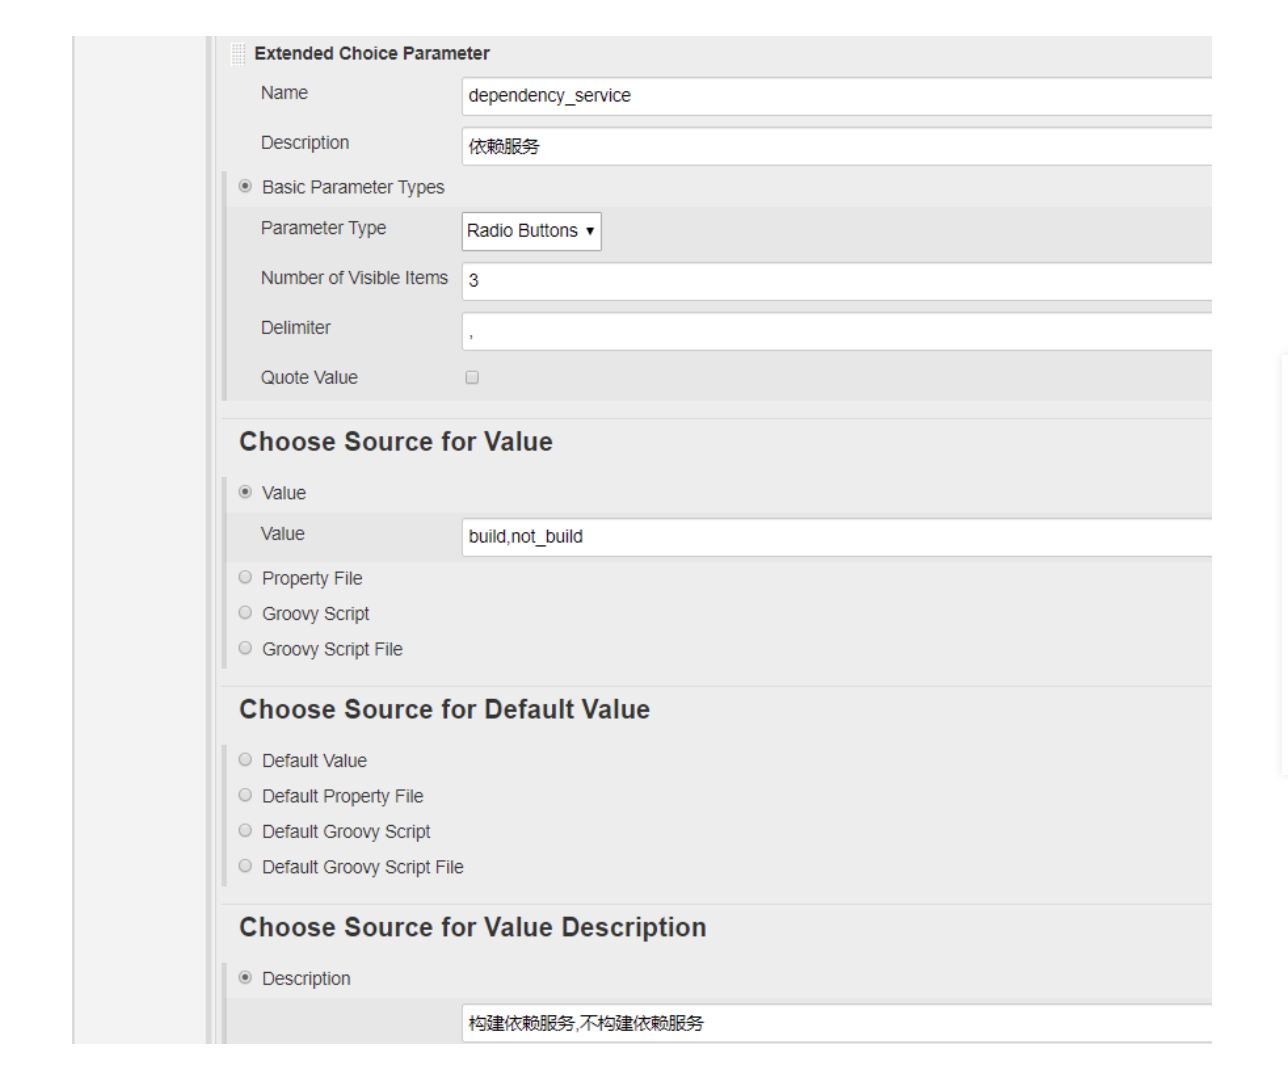 Extended Choice Parameter
Name dependency_service
Description 依赖服务
Basic Parameter Types
Parameter Type Radio Buttons
Number of Visible Items 3
Delimiter ,
Quote Value
Choose Source for Value
Value
Value build,not_build
Property File
Groovy Script
Groovy Script File
Choose Source for Default Value
Default Value
Default Property File
Default Groovy Script
Default Groovy Script File
Choose Source for Value Description
Description
构建依赖服务,不构建依赖服务